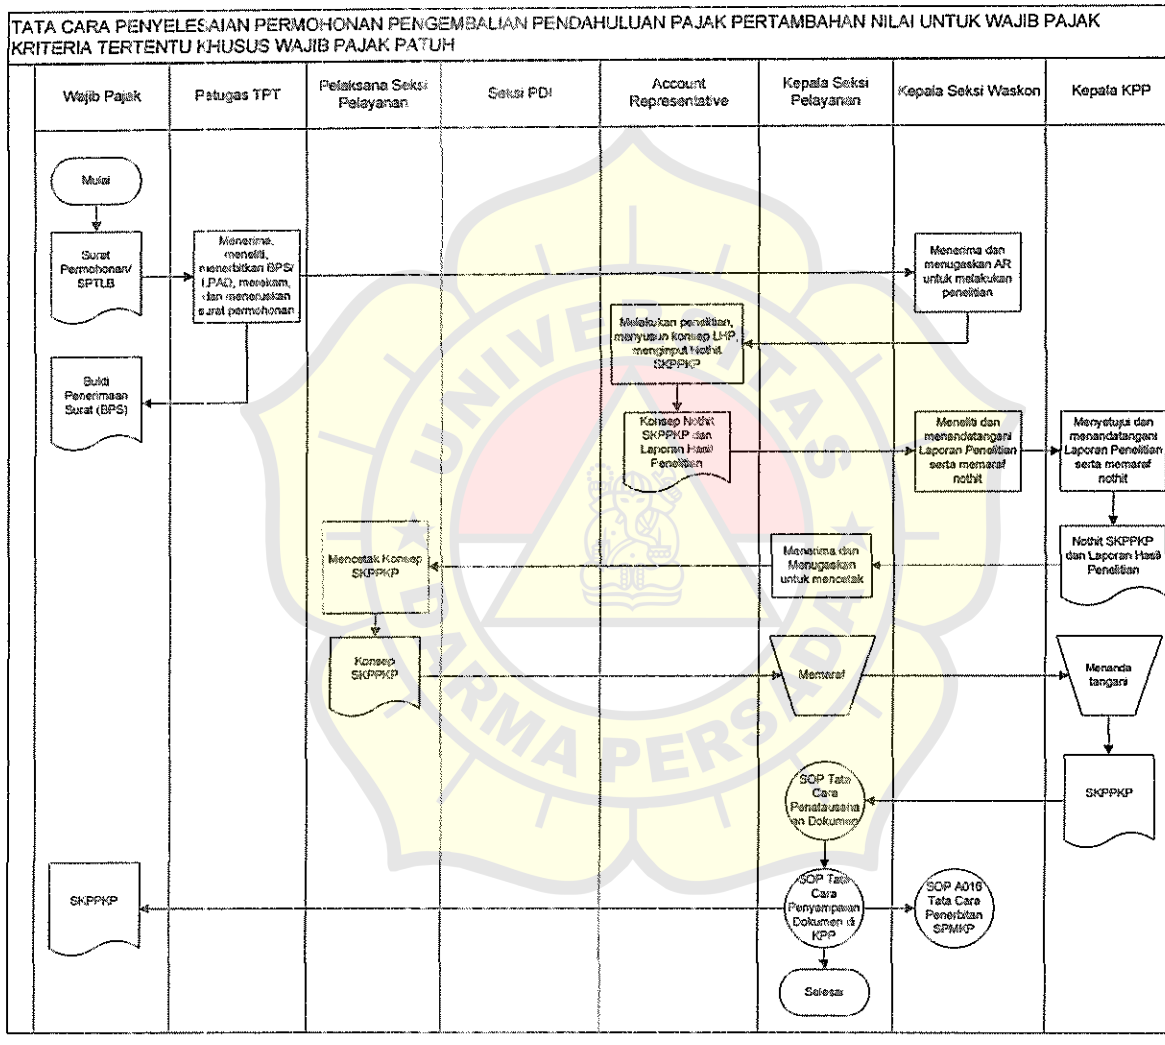 TATA CARA PENYELESAIAN PERMOHONAN PENGEMBALIAN PENDAHULUAN PAJAK PERTAMBAHAN NILAI UNTUK WAJIB PAJAK
KRITERIA TERTENTU KHUSUS WAJIB PAJAK PATUH
Wajib Pajak
Petugas TPT
Pelaksana Seksi
Pelayanan
Seksi PDI
Account
Representative
Kepala Seksi
Pelayanan
Kepala Seksi Waskon
Kepala KPP
Mulai
Surat
Permohonan/
SPTLB
Menerima,
meneliti,
menerbitkan BPS/
LPAD, merekam,
dan meneruskan
surat permohonan
Menerima dan
menugaskan AR
untuk melakukan
penelitian
Melakukan penelitian,
menyusun konsep LHP,
menginput Nothit
SKPPKP
Bukti
Penerimaan
Surat (BPS)
Konsep Nothit
SKPPKP dan
Laporan Hasil
Penelitian
Meneliti dan
menandatangani
Laporan Penelitian
serta memaraf
nothit
Menyetujui dan
menandatangani
Laporan Penelitian
serta memaraf
nothit
Mencetak Konsep
SKPPKP
Menerima dan
Menugaskan
untuk mencetak
Nothit SKPPKP
dan Laporan Hasil
Penelitian
Konsep
SKPPKP
Memaraf
Menanda
tangani
SOP Tata
Cara
Penatausaha
an Dokumen
SKPPKP
SKPPKP
SOP Tata
Cara
Penyampaian
Dokumen di
KPP
SOP A016
Tata Cara
Penerbitan
SPMKP
Selesai
UNIVERSITAS
DARMA PERSADA